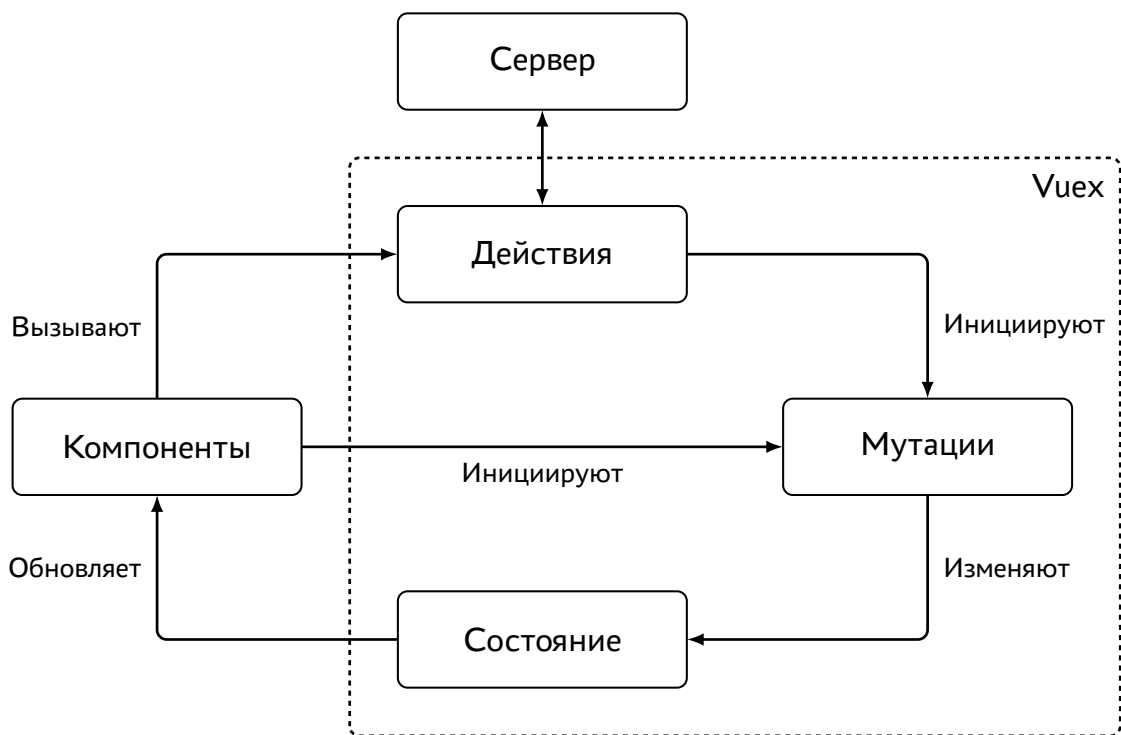 Сервер
Vuex
Действия
Вызывают
Инициируют
Компоненты
Мутации
Инициируют
Обновляет
Изменяют
Состояние